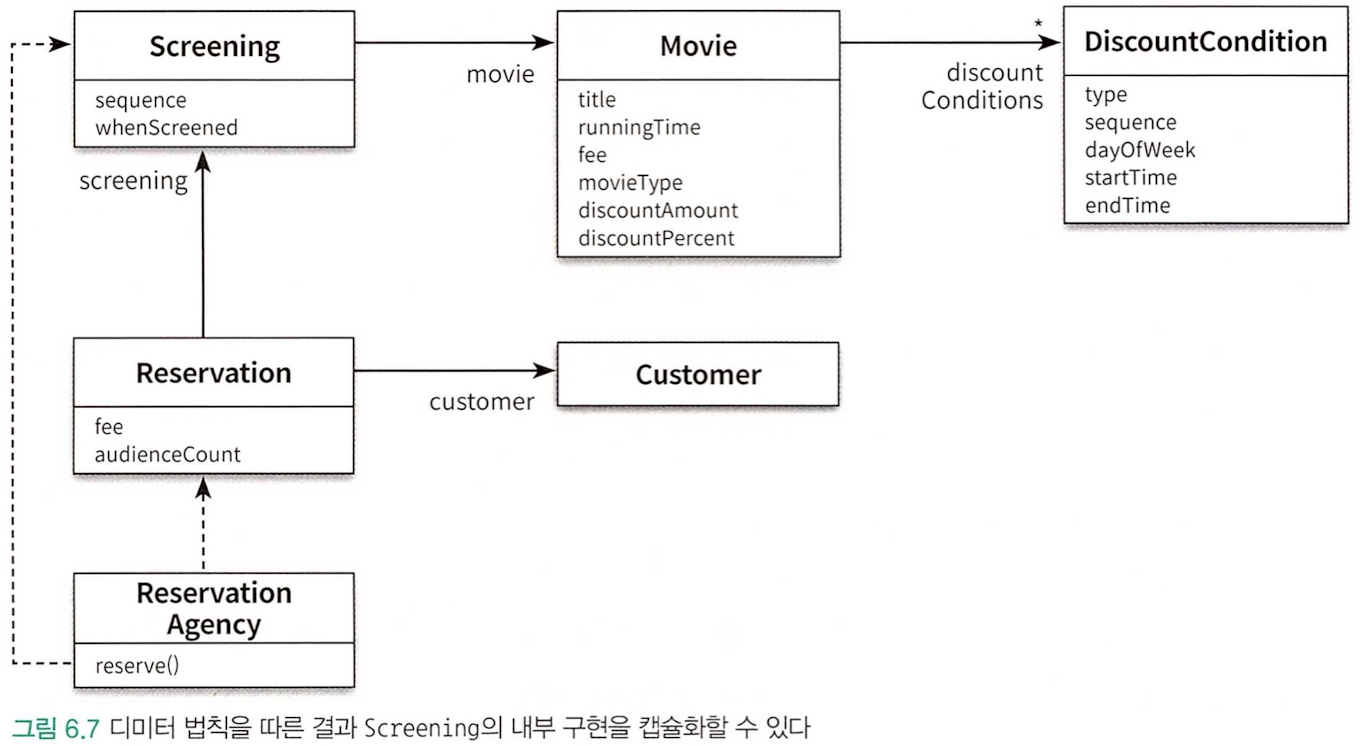 Screening
sequence
whenScreened
movie
Movie
title
runningTime
fee
movieType
discountAmount
discountPercent
*
discount
Conditions
DiscountCondition
type
sequence
dayOfWeek
startTime
endTime
screening
Reservation
fee
audienceCount
customer
Customer
Reservation
Agency
reserve()
그림 6.7 디미터 법칙을 따른 결과 Screening의 내부 구현을 캡슐화할 수 있다